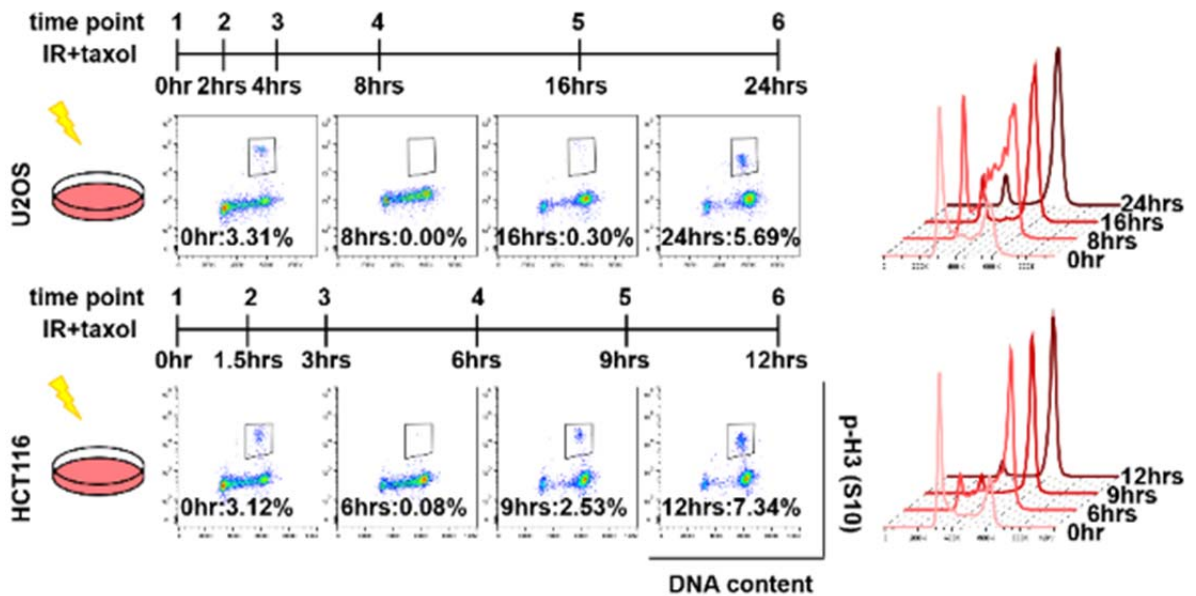 time point 1 2 3 4 5 6
IR+taxol
0hr 2hrs 4hrs 8hrs 16hrs 24hrs
U2OS
0hr:3.31% 8hrs:0.00% 16hrs:0.30% 24hrs:5.69%
24hrs
16hrs
8hrs
0hr
time point 1 2 3 4 5 6
IR+taxol
0hr 1.5hrs 3hrs 6hrs 9hrs 12hrs
HCT116
0hr:3.12% 6hrs:0.08% 9hrs:2.53% 12hrs:7.34%
p-H3 (S10)
12hrs
9hrs
6hrs
0hr
DNA content